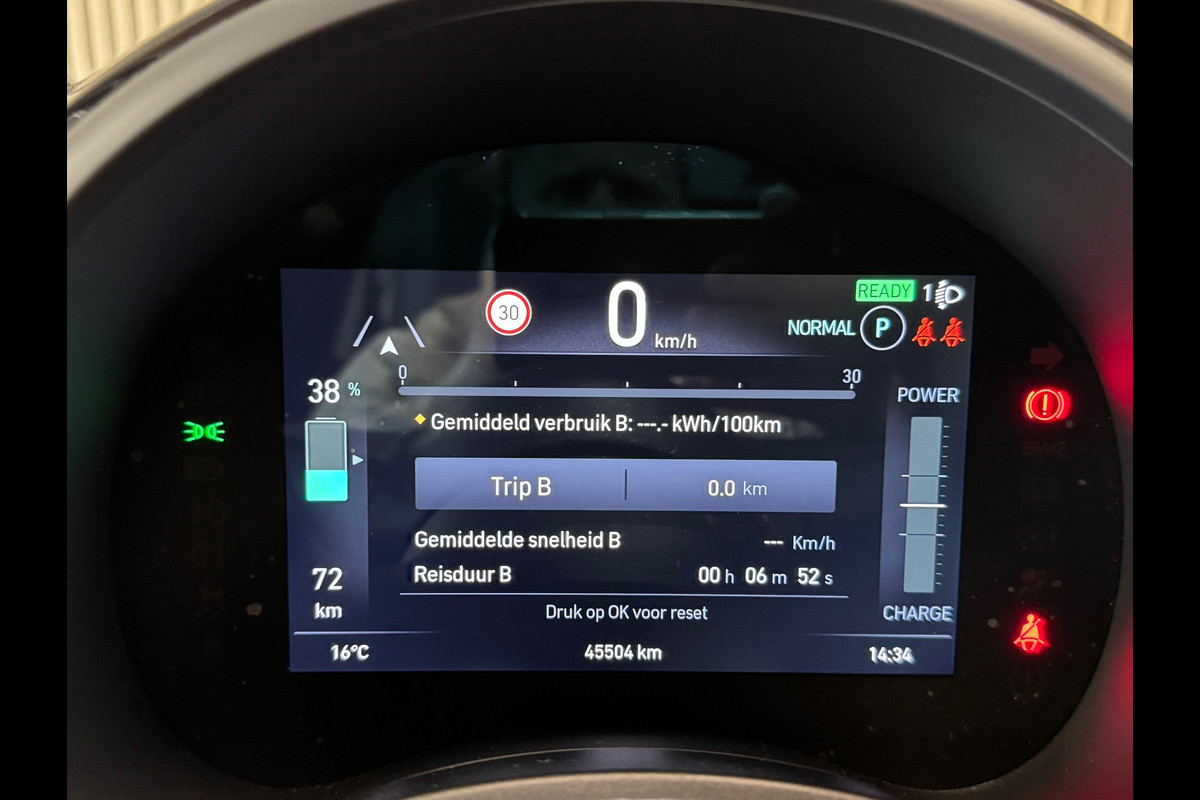 30
0 km/h
READY 1
NORMAL P
38 %
0 30
POWER
Gemiddeld verbruik B: ---.- kWh/100km
Trip B 0.0 km
Gemiddelde snelheid B --- Km/h
Reisduur B 00 h 06 m 52 s
72
km
Druk op OK voor reset
CHARGE
16°C 45504 km 14:34